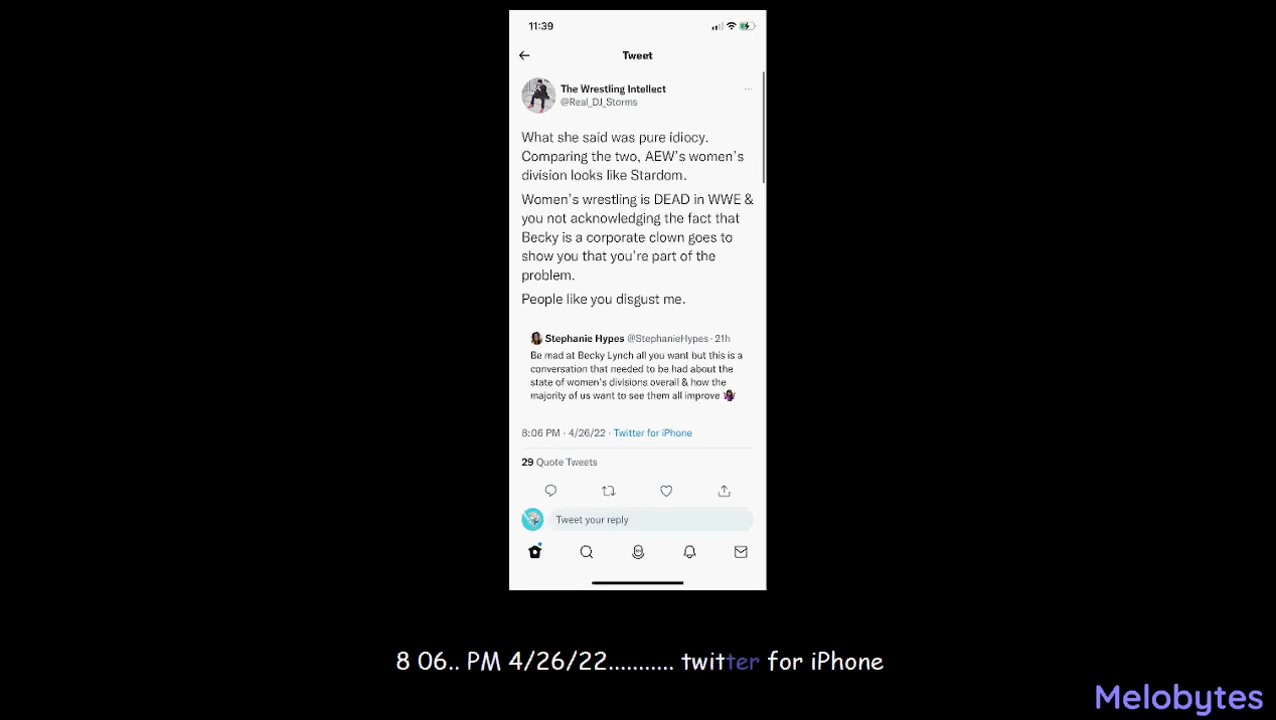 11:39
Tweet
The Wrestling Intellect
@Real_DJ_Storms
What she said was pure idiocy.
Comparing the two, AEW's women's
division looks like Stardom.
Women's wrestling is DEAD in WWE &
you not acknowledging the fact that
Becky is a corporate clown goes to
show you that you're part of the
problem.
People like you disgust me.
Stephanie Hypes @StephanieHypes · 21h
Be mad at Becky Lynch all you want but this is a
conversation that needed to be had about the
state of women's divisions overall & how the
majority of us want to see them all improve 🤷🏾‍♀️
8:06 PM · 4/26/22 · Twitter for iPhone
29 Quote Tweets
Tweet your reply
8 06.. PM 4/26/22........... twitter for iPhone
Melobytes